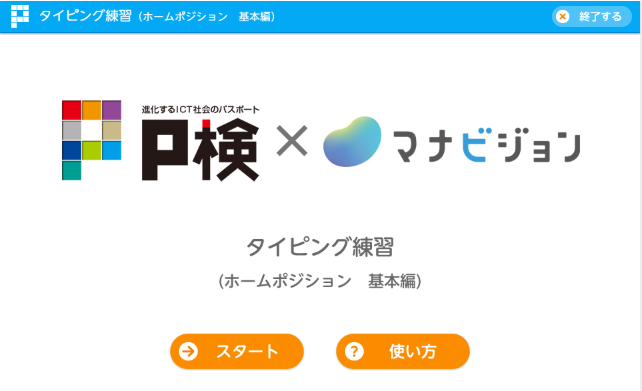 タイピング練習（ホームポジション　基本編）
終了する
進化するICT社会のパスポート
P検×マナビジョン
タイピング練習
(ホームポジション　基本編)
スタート
使い方